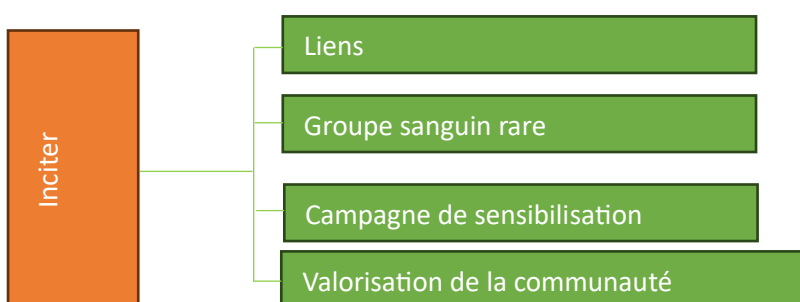 Inciter
Liens
Groupe sanguin rare
Campagne de sensibilisation
Valorisation de la communauté